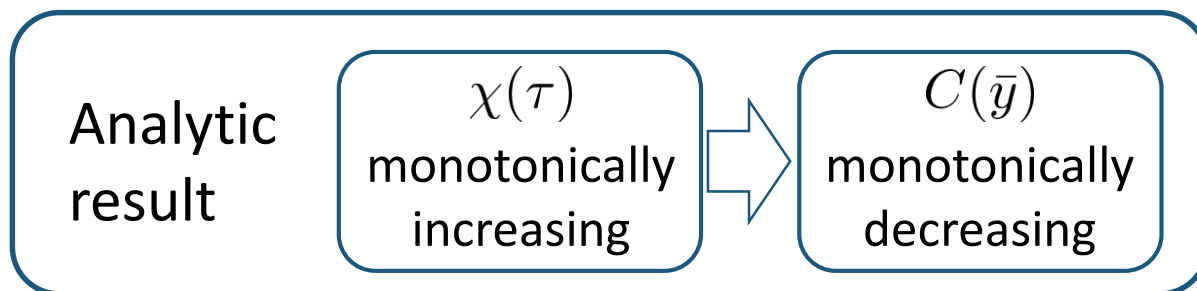 Analytic
result
χ(τ)
monotonically
increasing
C(ȳ)
monotonically
decreasing